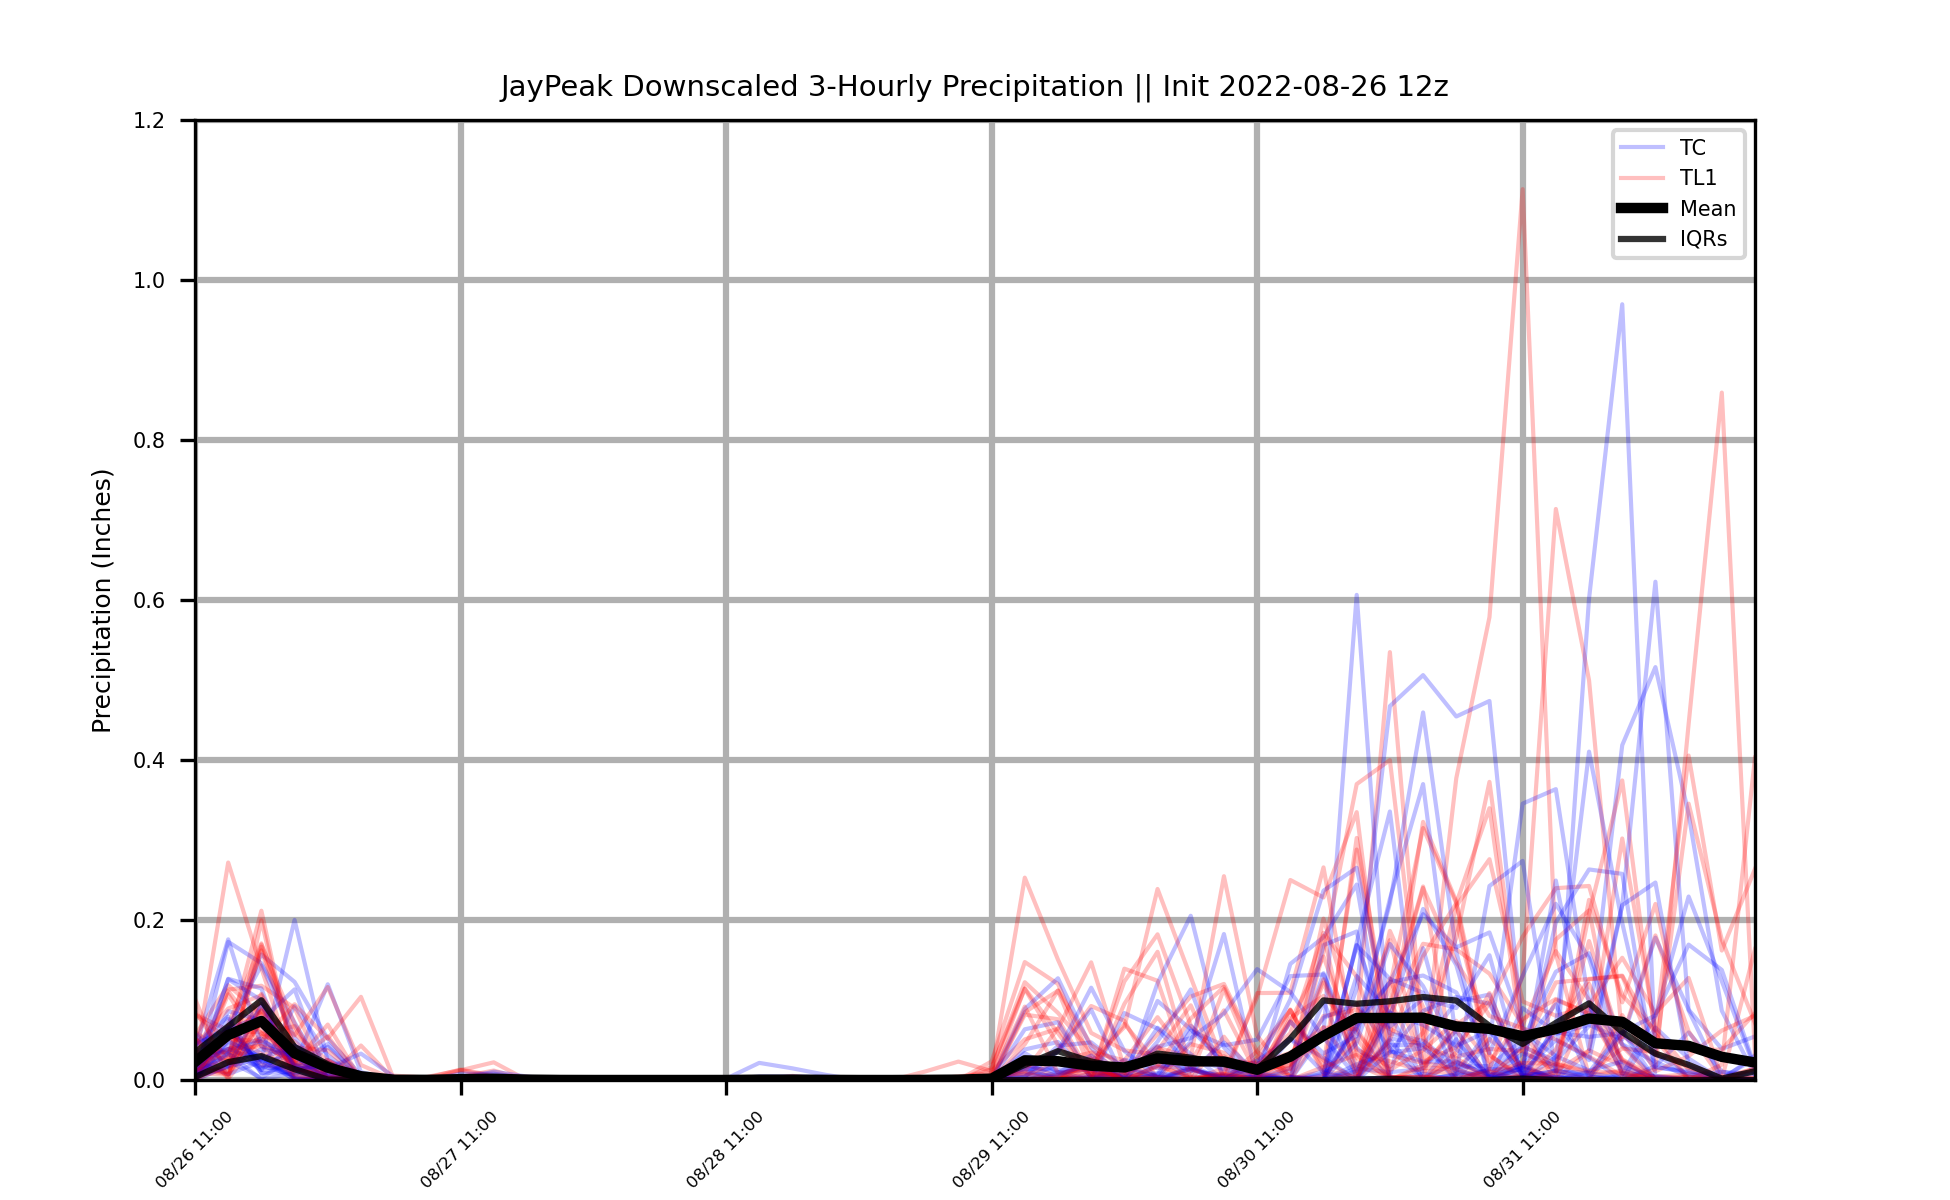 JayPeak Downscaled 3-Hourly Precipitation || Init 2022-08-26 12z
Precipitation (Inches)
1.2
1.0
0.8
0.6
0.4
0.2
0.0
TC
TL1
Mean
IQRs
08/26 11:00
08/27 11:00
08/28 11:00
08/29 11:00
08/30 11:00
08/31 11:00